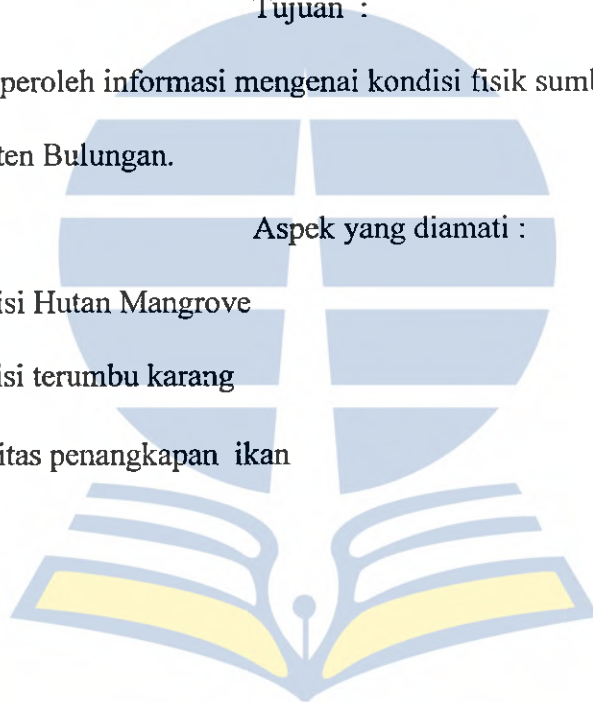 Tujuan :
peroleh informasi mengenai kondisi fisik sumb
ten Bulungan.
Aspek yang diamati :
isi Hutan Mangrove
isi terumbu karang
itas penangkapan ikan